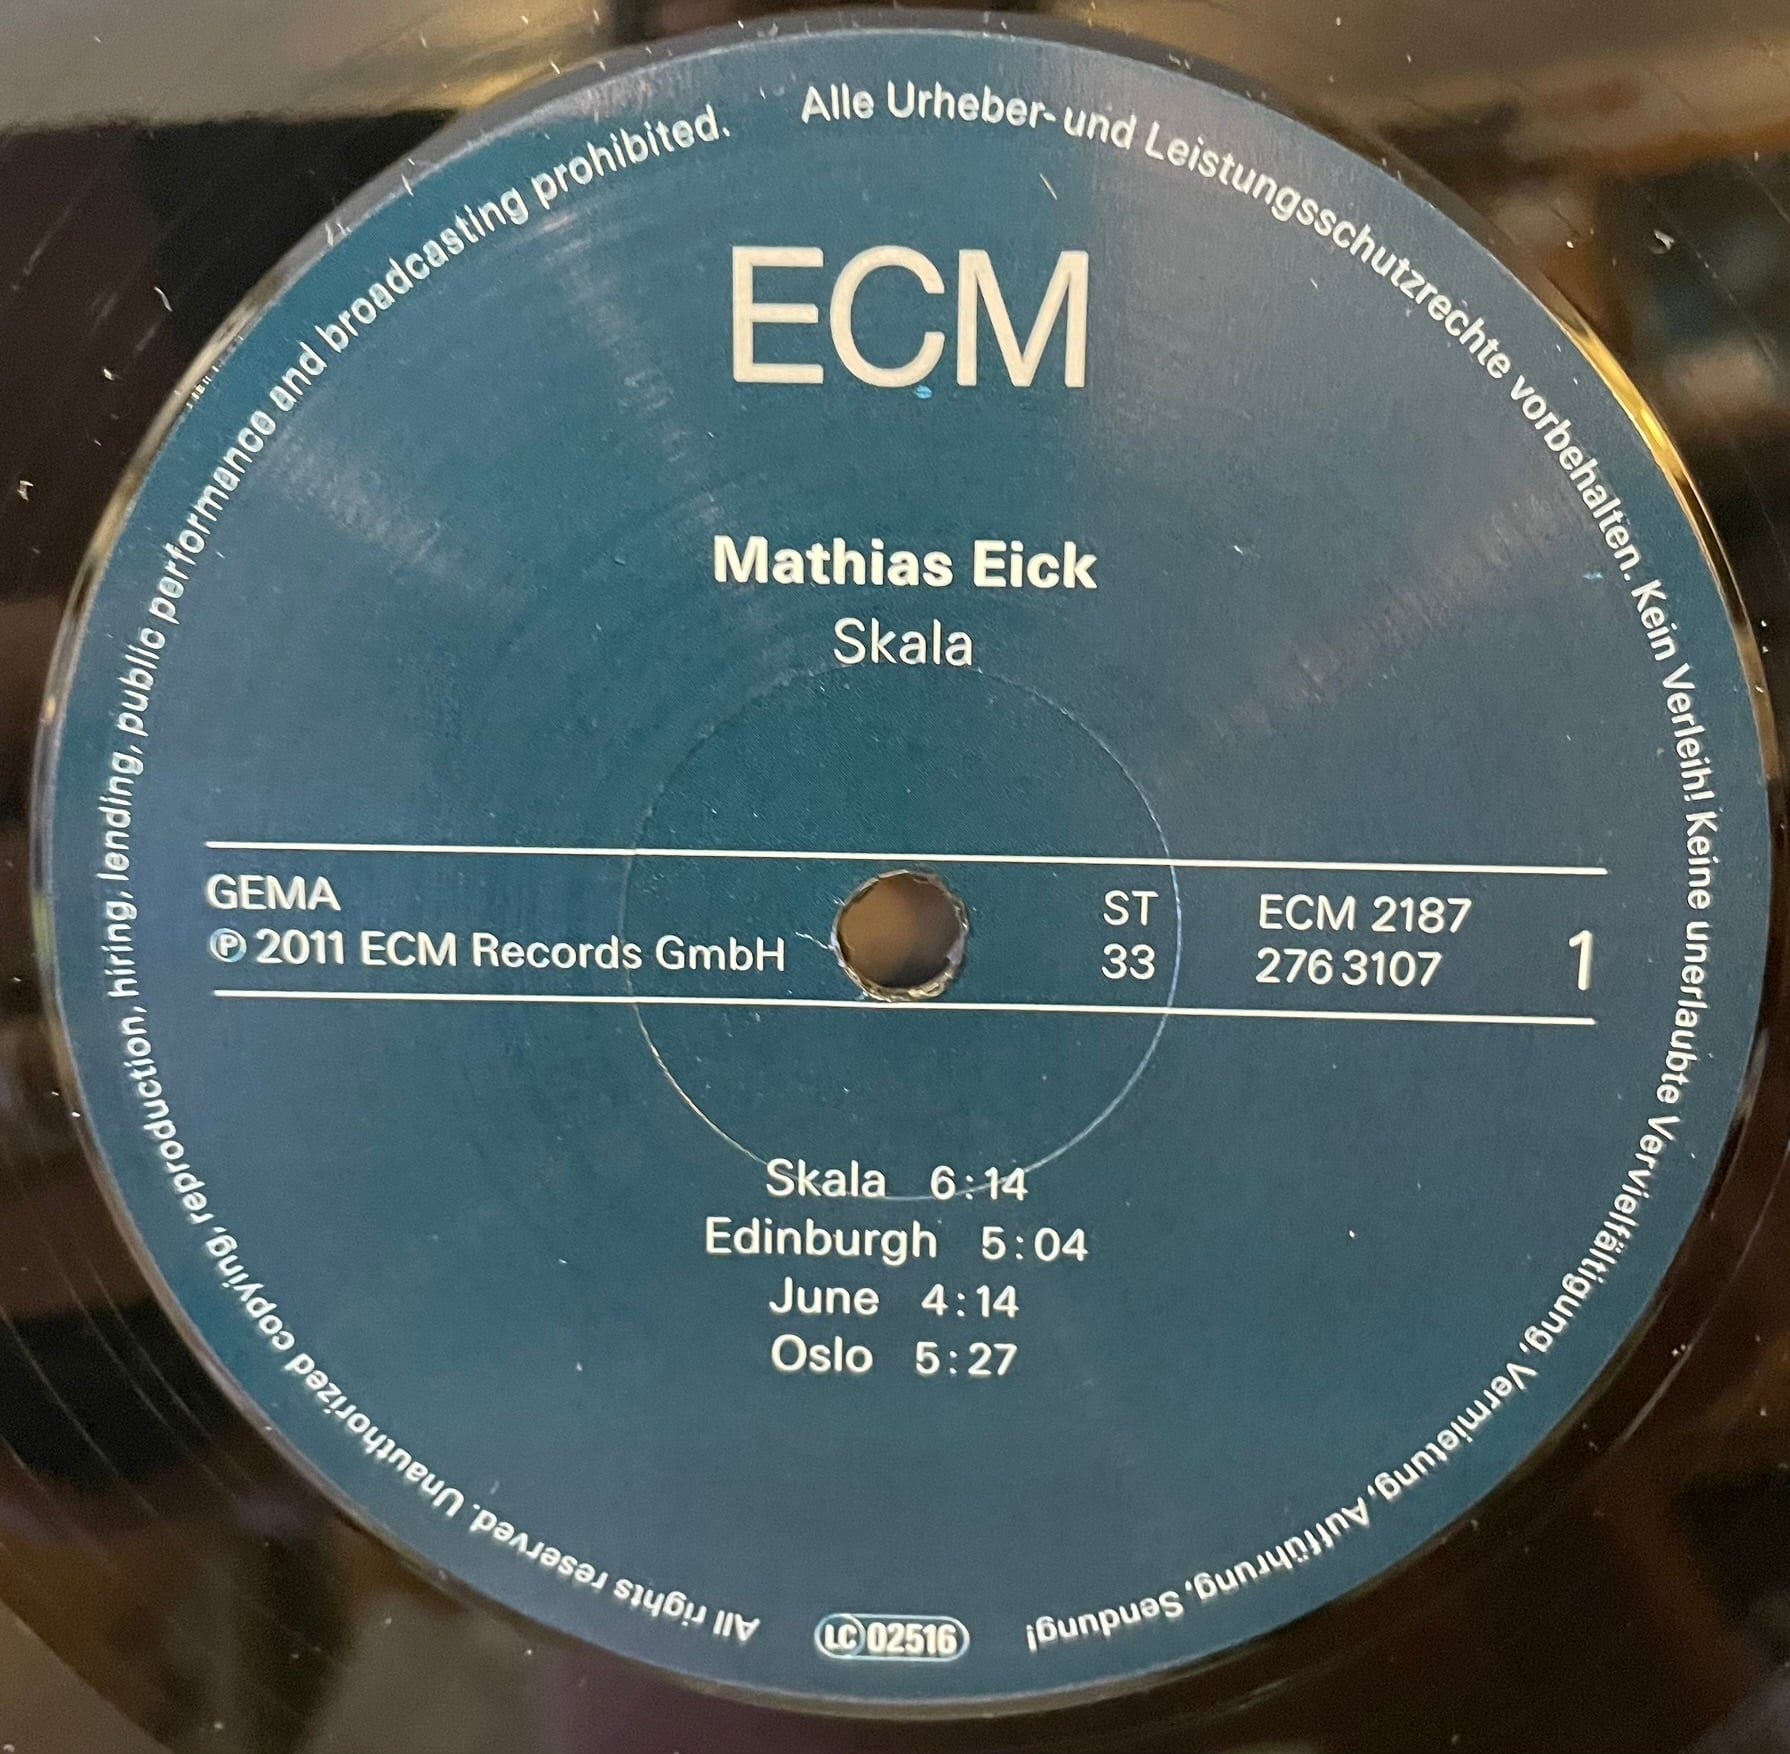 ECM
Mathias Eick
Skala
GEMA
℗ 2011 ECM Records GmbH
ST
33
ECM 2187
276 3107
1
Skala 6:14
Edinburgh 5:04
June 4:14
Oslo 5:27
LC 02516
All rights reserved. Unauthorized copying, reproduction, hiring, lending, public performance and broadcasting prohibited.
Alle Urheber- und Leistungsschutzrechte vorbehalten. Kein Verleih! Keine unerlaubte Vervielfältigung, Vermietung, Aufführung, Sendung!